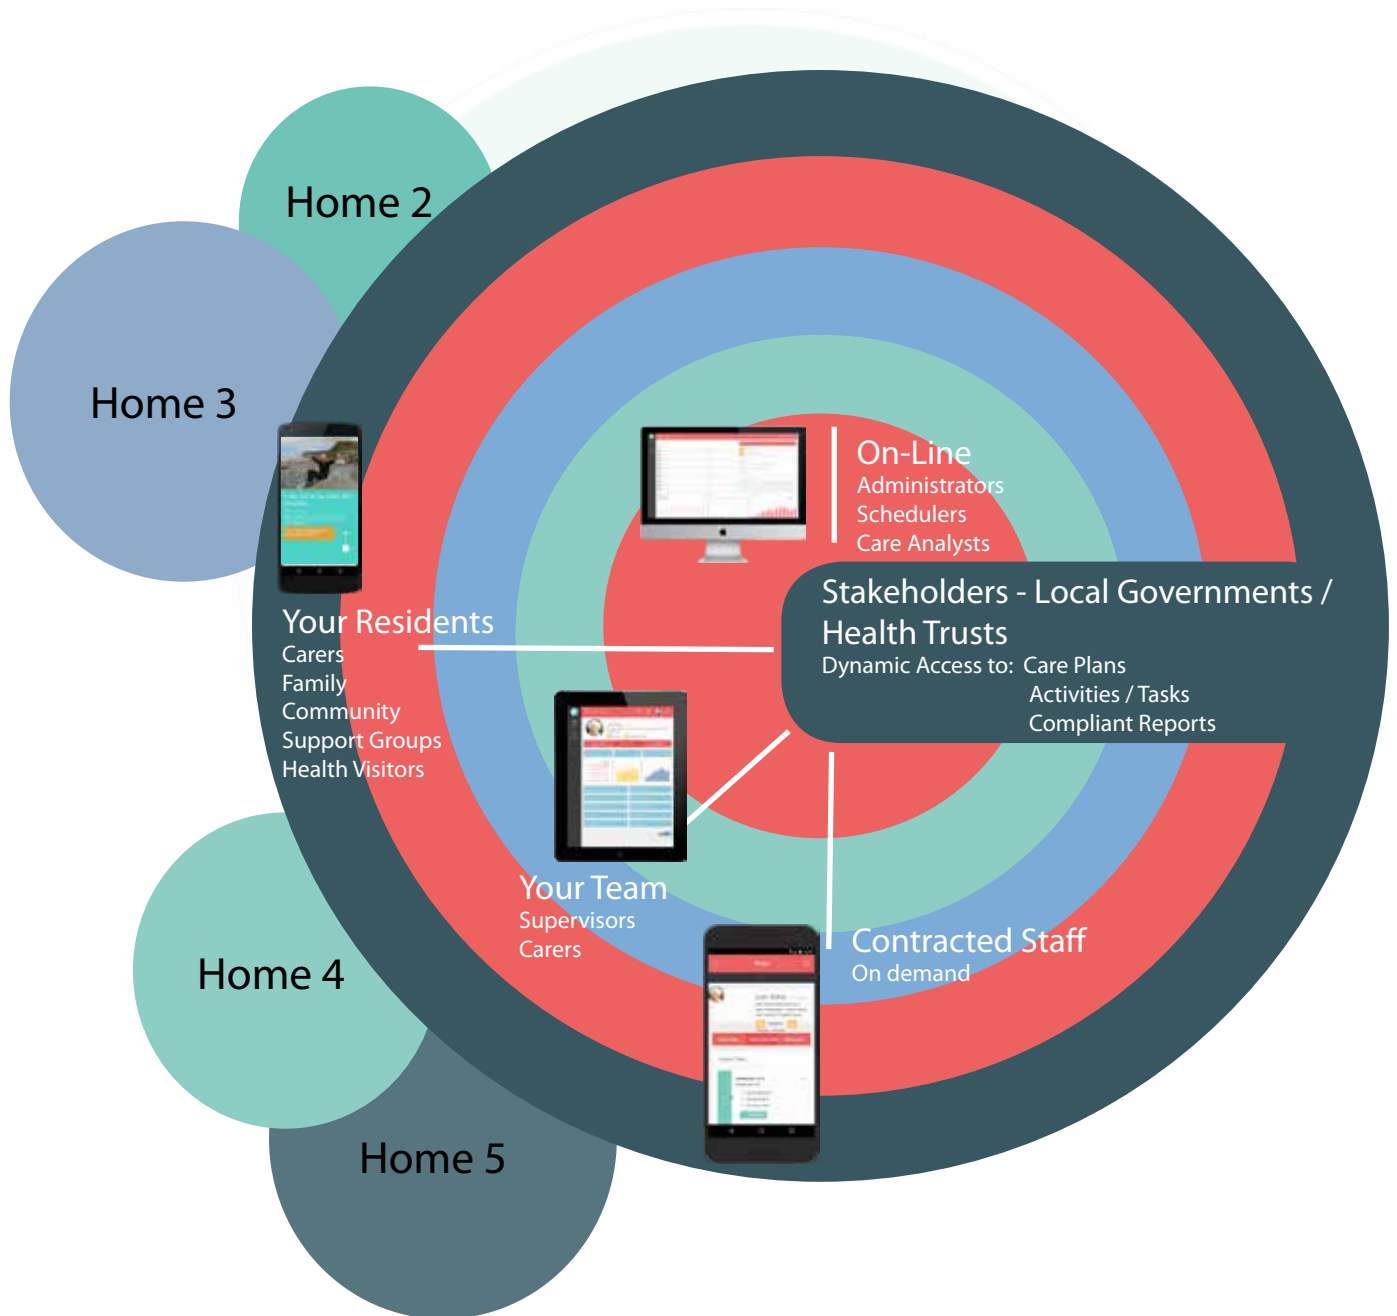 Home 2
Home 3
On-Line
Administrators
Schedulers
Care Analysts
Stakeholders - Local Governments /
Health Trusts
Dynamic Access to: Care Plans
Activities / Tasks
Compliant Reports
Your Residents
Carers
Family
Community
Support Groups
Health Visitors
Your Team
Supervisors
Carers
Contracted Staff
On demand
Home 4
Home 5